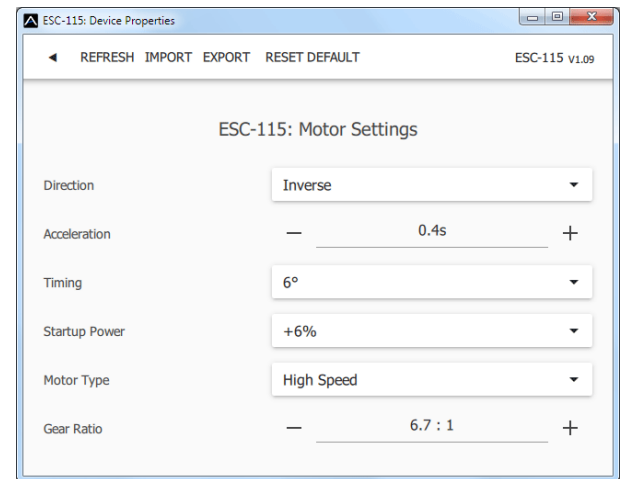 ESC-115: Device Properties
REFRESH IMPORT EXPORT RESET DEFAULT ESC-115 V1.09
ESC-115: Motor Settings
Direction Inverse
Acceleration — 0.4s +
Timing 6°
Startup Power +6%
Motor Type High Speed
Gear Ratio — 6.7 : 1 +